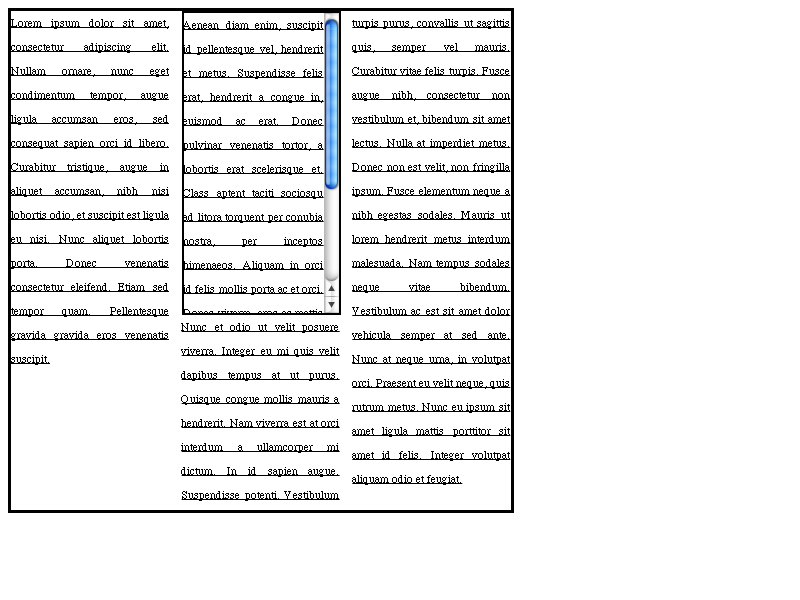 Lorem ipsum dolor sit amet,
consectetur adipiscing elit.
Nullam ornare, nunc eget
condimentum tempor, augue
ligula accumsan eros, sed
consequat sapien orci id libero.
Curabitur tristique, augue in
aliquet accumsan, nibh nisi
lobortis odio, et suscipit est ligula
eu nisi. Nunc aliquet lobortis
porta. Donec venenatis
consectetur eleifend. Etiam sed
tempor quam. Pellentesque
gravida gravida eros venenatis
suscipit.
Aenean diam enim, suscipit
id pellentesque vel, hendrerit
et metus. Suspendisse felis
erat, hendrerit a congue in,
euismod ac erat. Donec
pulvinar venenatis tortor, a
lobortis erat scelerisque et.
Class aptent taciti sociosqu
ad litora torquent per conubia
nostra, per inceptos
himenaeos. Aliquam in orci
id felis mollis porta ac et orci.
Donec viverra, eros ac mattis
Nunc et odio ut velit posuere
viverra. Integer eu mi quis velit
dapibus tempus at ut purus.
Quisque congue mollis mauris a
hendrerit. Nam viverra est at orci
interdum a ullamcorper mi
dictum. In id sapien augue.
Suspendisse potenti. Vestibulum
turpis purus, convallis ut sagittis
quis, semper vel mauris.
Curabitur vitae felis turpis. Fusce
augue nibh, consectetur non
vestibulum et, bibendum sit amet
lectus. Nulla at imperdiet metus.
Donec non est velit, non fringilla
ipsum. Fusce elementum neque a
nibh egestas sodales. Mauris ut
lorem hendrerit metus interdum
malesuada. Nam tempus sodales
neque vitae bibendum.
Vestibulum ac est sit amet dolor
vehicula semper at sed ante.
Nunc at neque urna, in volutpat
orci. Praesent eu velit neque, quis
rutrum metus. Nunc eu ipsum sit
amet ligula mattis porttitor sit
amet id felis. Integer volutpat
aliquam odio et feugiat.